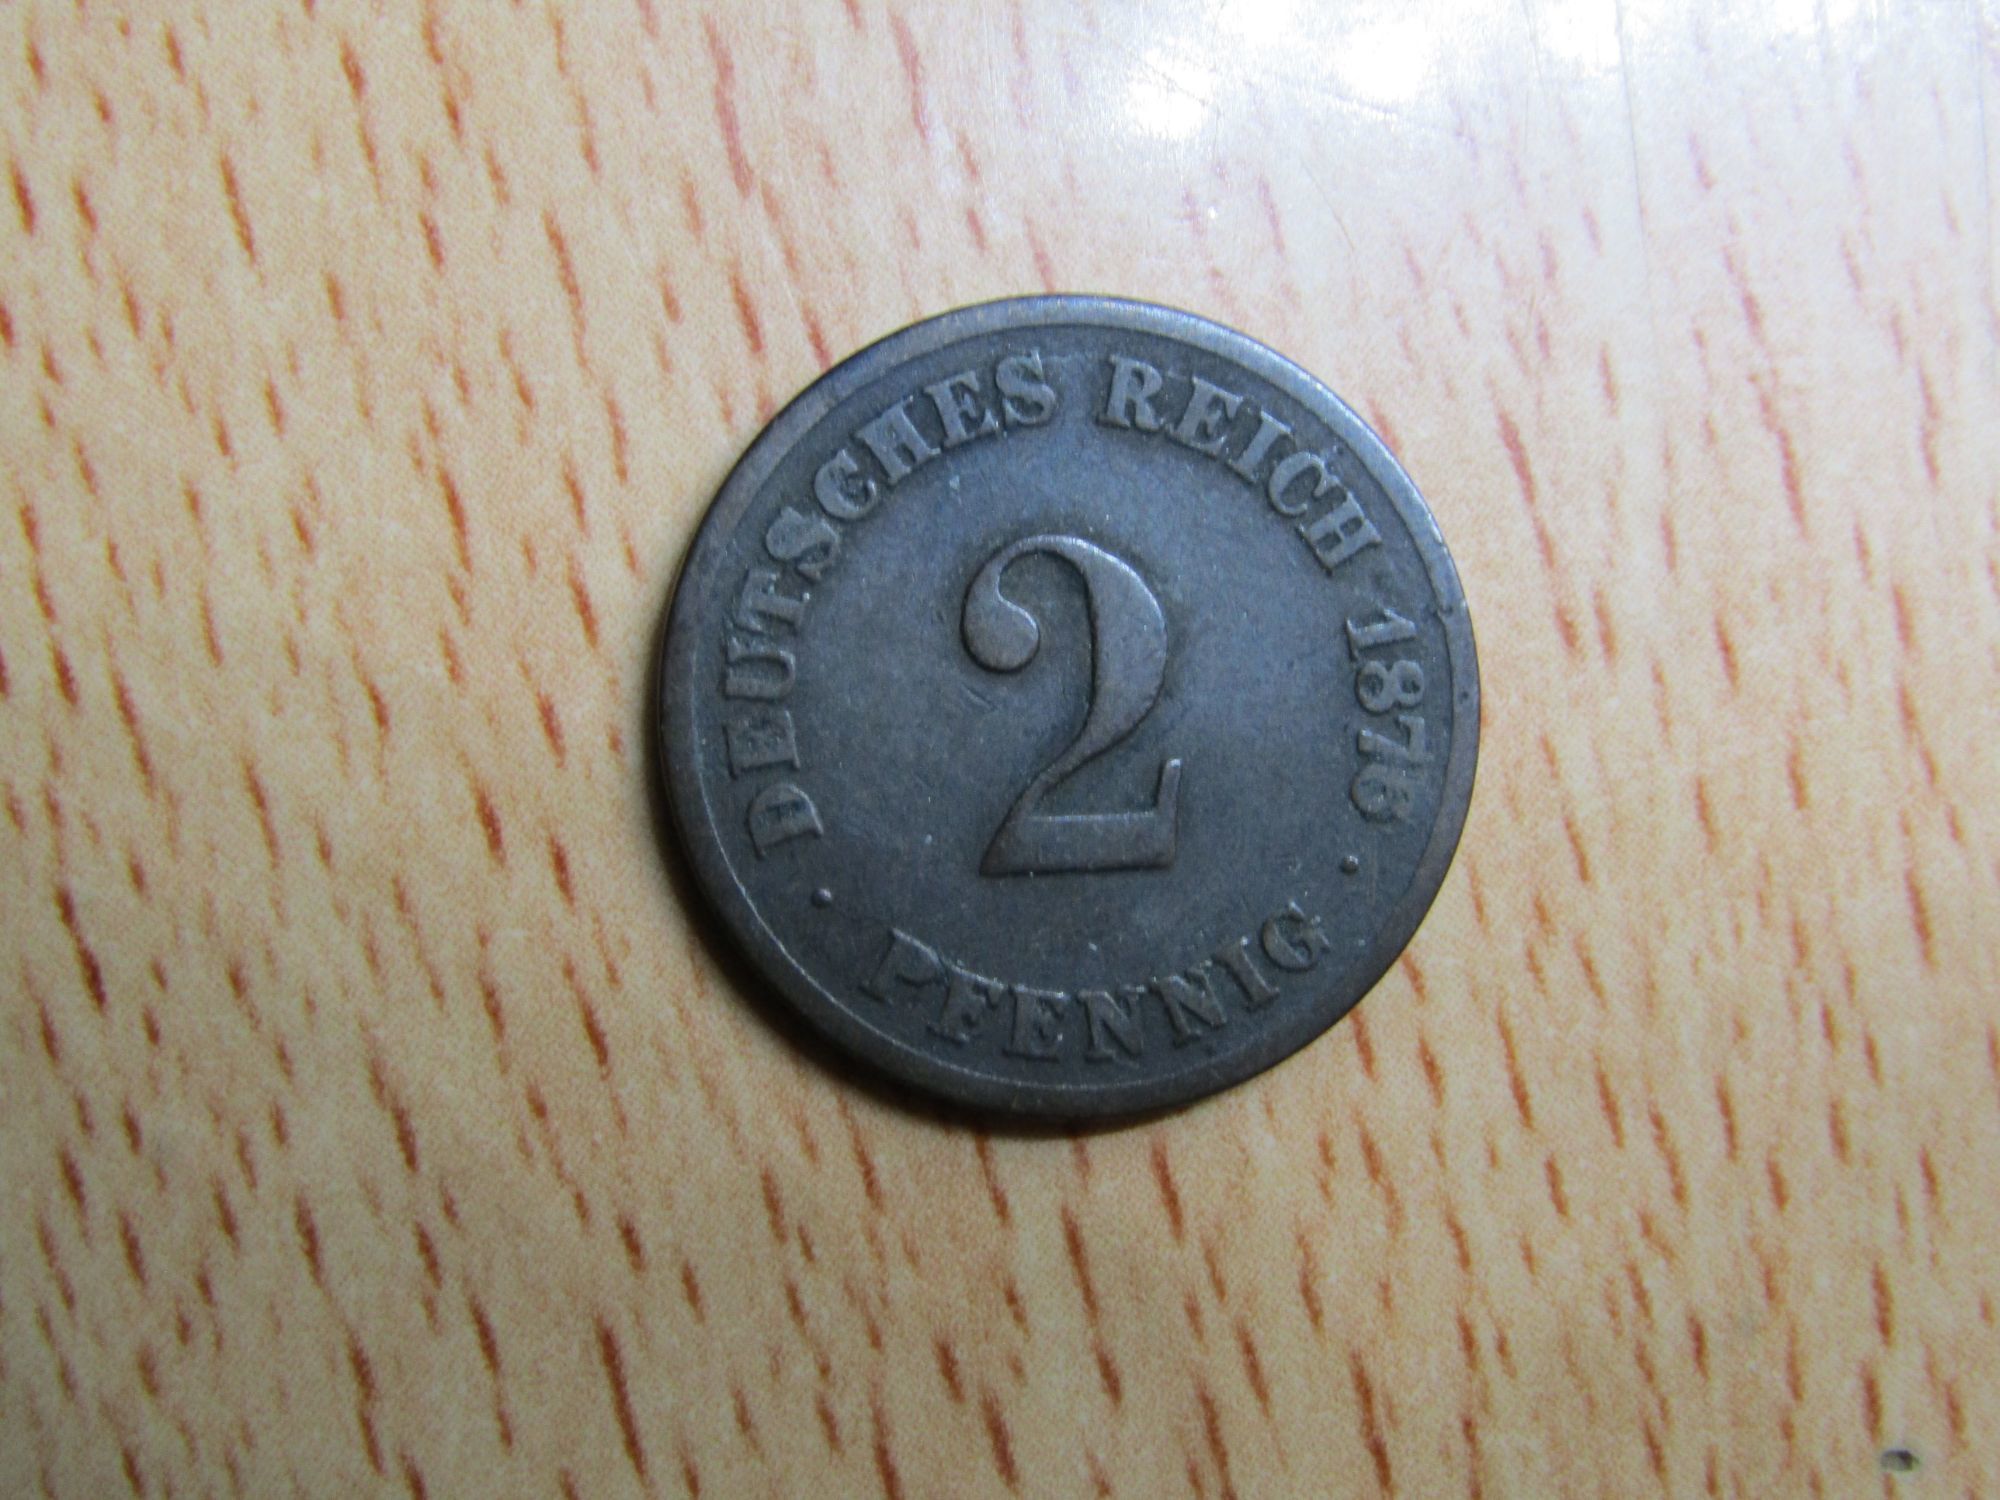 DEUTSCHES REICH 1876
2
· PFENNIG ·